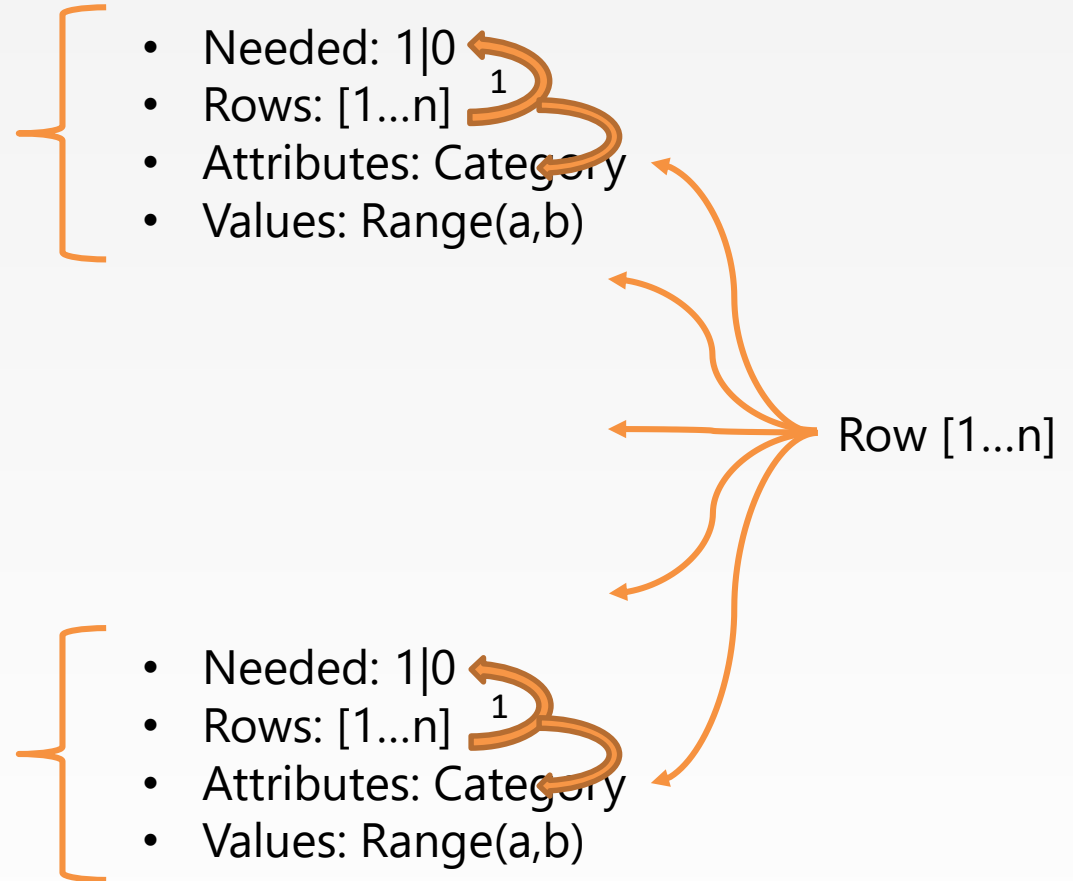 • Needed: 1|0
1
• Rows: [1…n]
• Attributes: Category
• Values: Range(a,b)
Row [1…n]
• Needed: 1|0
1
• Rows: [1…n]
• Attributes: Category
• Values: Range(a,b)